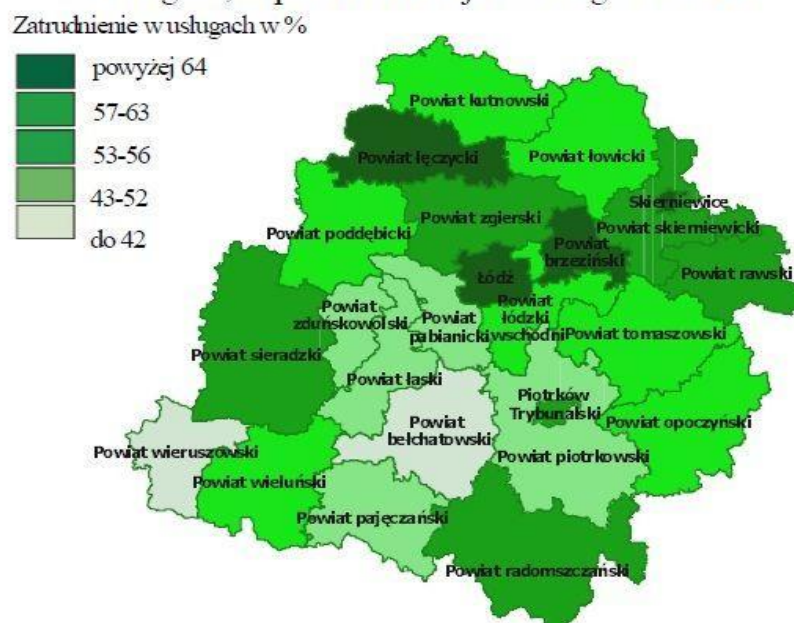 Zatrudnienie w usługach w %
powyżej 64
57-63
53-56
43-52
do 42
Powiat kutnowski
Powiat łęczycki
Powiat łowicki
Skierniewice
Powiat zgierski
Powiat skierniewicki
Powiat poddębicki
Powiat
brzeziński
Powiat rawski
Łódź
Powiat
zduńskowolski
Powiat
pabianicki
Powiat
łódzki
wschodni
Powiat tomaszowski
Powiat sieradzki
Powiat łaski
Piotrków
Trybunalski
Powiat
bełchatowski
Powiat opoczyński
Powiat wieruszowski
Powiat piotrkowski
Powiat wieluński
Powiat pajęczański
Powiat radomszczański